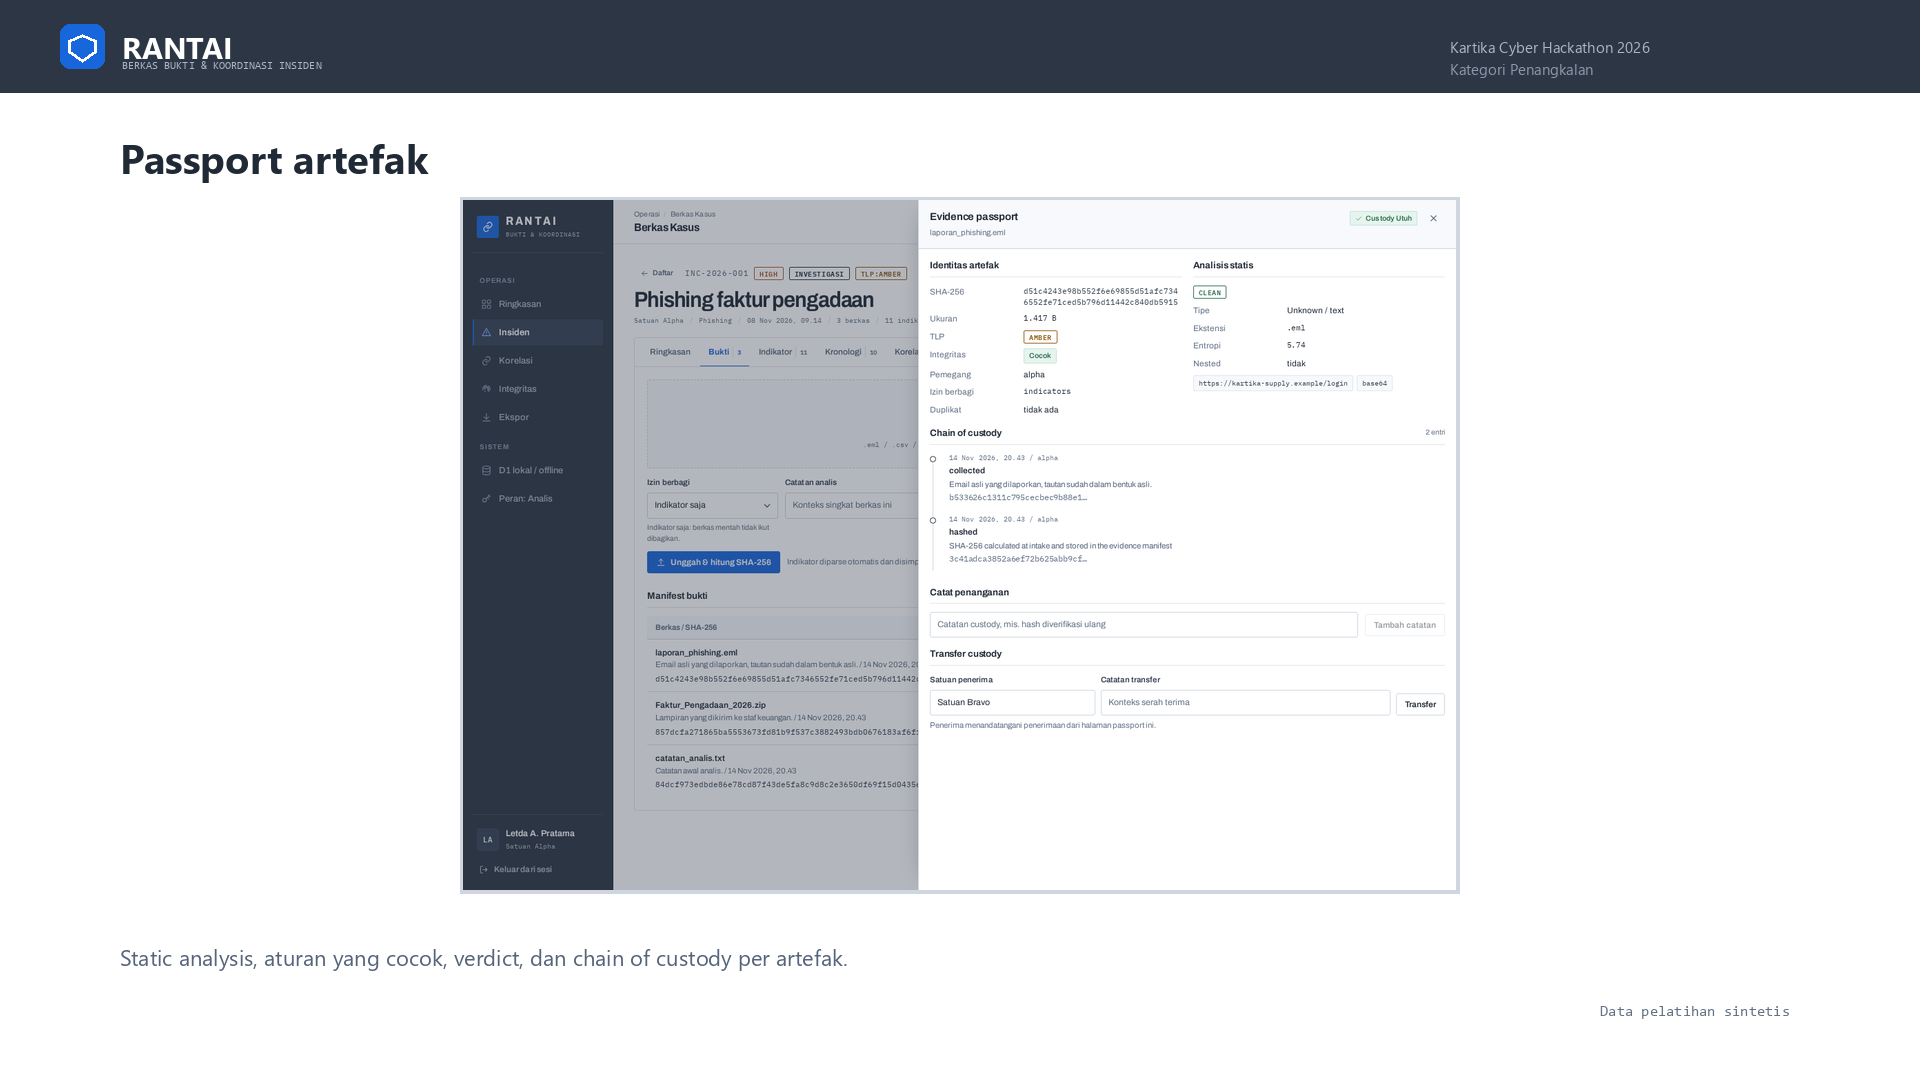 RANTAI
BERKAS BUKTI & KOORDINASI INSIDEN
Kartika Cyber Hackathon 2026
Kategori Penangkalan
Passport artefak
RANTAI
BUKTI & KOORDINASI
OPERASI
Ringkasan
Insiden
Korelasi
Integritas
Ekspor
SISTEM
D1 lokal / offline
Peran: Analis
LA
Letda A. Pratama
Satuan Alpha
Keluar dari sesi
Operasi / Berkas Kasus
Berkas Kasus
← Daftar INC-2026-001 HIGH INVESTIGASI TLP:AMBER
Phishing faktur pengadaan
Satuan Alpha / Phishing / 08 Nov 2026, 09.14 / 3 berkas / 11 indik
Ringkasan Bukti 3 Indikator 11 Kronologi 10 Korela
.eml / .csv /
Izin berbagi Catatan analis
Indikator saja Konteks singkat berkas ini
Indikator saja: berkas mentah tidak ikut
dibagikan.
Unggah & hitung SHA-256 Indikator diparse otomatis dan disimp
Manifest bukti
Berkas / SHA-256
laporan_phishing.eml
Email asli yang dilaporkan, tautan sudah dalam bentuk asli. / 14 Nov 2026, 20
d51c4243e98b552f6e69855d51afc7346552fe71ced5b796d11442c
Faktur_Pengadaan_2026.zip
Lampiran yang dikirim ke staf keuangan. / 14 Nov 2026, 20.43
857dcfa271865ba5553673fd81b9f537c3882493bdb0676183af6f
catatan_analis.txt
Catatan awal analis. / 14 Nov 2026, 20.43
84dcf973edbde86e78cd87f43de5fa8c9d8c2e3650df69f15d0435
Evidence passport
laporan_phishing.eml
Custody Utuh
Identitas artefak
SHA-256 d51c4243e98b552f6e69855d51afc734
6552fe71ced5b796d11442c840db5915
Ukuran 1.417 B
TLP AMBER
Integritas Cocok
Pemegang alpha
Izin berbagi indicators
Duplikat tidak ada
Analisis statis
CLEAN
Tipe Unknown / text
Ekstensi .eml
Entropi 5.74
Nested tidak
https://kartika-supply.example/login base64
Chain of custody 2 entri
14 Nov 2026, 20.43 / alpha
collected
Email asli yang dilaporkan, tautan sudah dalam bentuk asli.
b533626c1311c795cecbec9b88e1…
14 Nov 2026, 20.43 / alpha
hashed
SHA-256 calculated at intake and stored in the evidence manifest
3c41adca3852a6ef72b625abb9cf…
Catat penanganan
Catatan custody, mis. hash diverifikasi ulang Tambah catatan
Transfer custody
Satuan penerima Catatan transfer
Satuan Bravo Konteks serah terima Transfer
Penerima menandatangani penerimaan dari halaman passport ini.
Static analysis, aturan yang cocok, verdict, dan chain of custody per artefak.
Data pelatihan sintetis